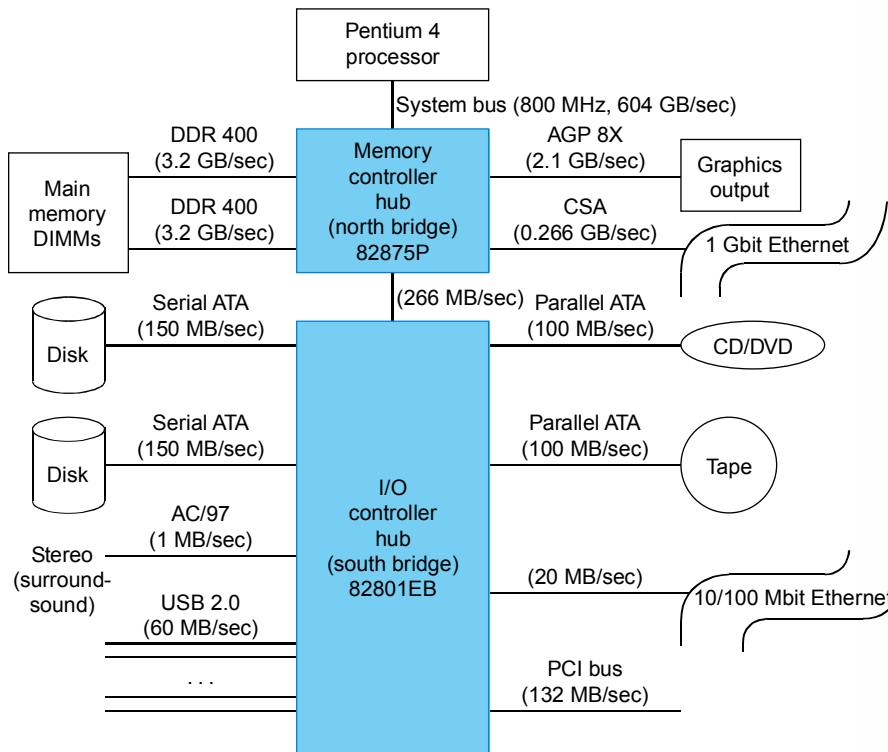 Pentium 4
processor
System bus (800 MHz, 604 GB/sec)
DDR 400
(3.2 GB/sec)
Memory
controller
hub
(north bridge)
82875P
AGP 8X
(2.1 GB/sec)
Graphics
output
Main
memory
DIMMs
DDR 400
(3.2 GB/sec)
CSA
(0.266 GB/sec)
1 Gbit Ethernet
(266 MB/sec)
Serial ATA
(150 MB/sec)
Disk
Parallel ATA
(100 MB/sec)
CD/DVD
Serial ATA
(150 MB/sec)
Disk
Parallel ATA
(100 MB/sec)
Tape
I/O
controller
hub
(south bridge)
82801EB
AC/97
(1 MB/sec)
Stereo
(surround-
sound)
USB 2.0
(60 MB/sec)
. . .
(20 MB/sec)
10/100 Mbit Ethernet
PCI bus
(132 MB/sec)